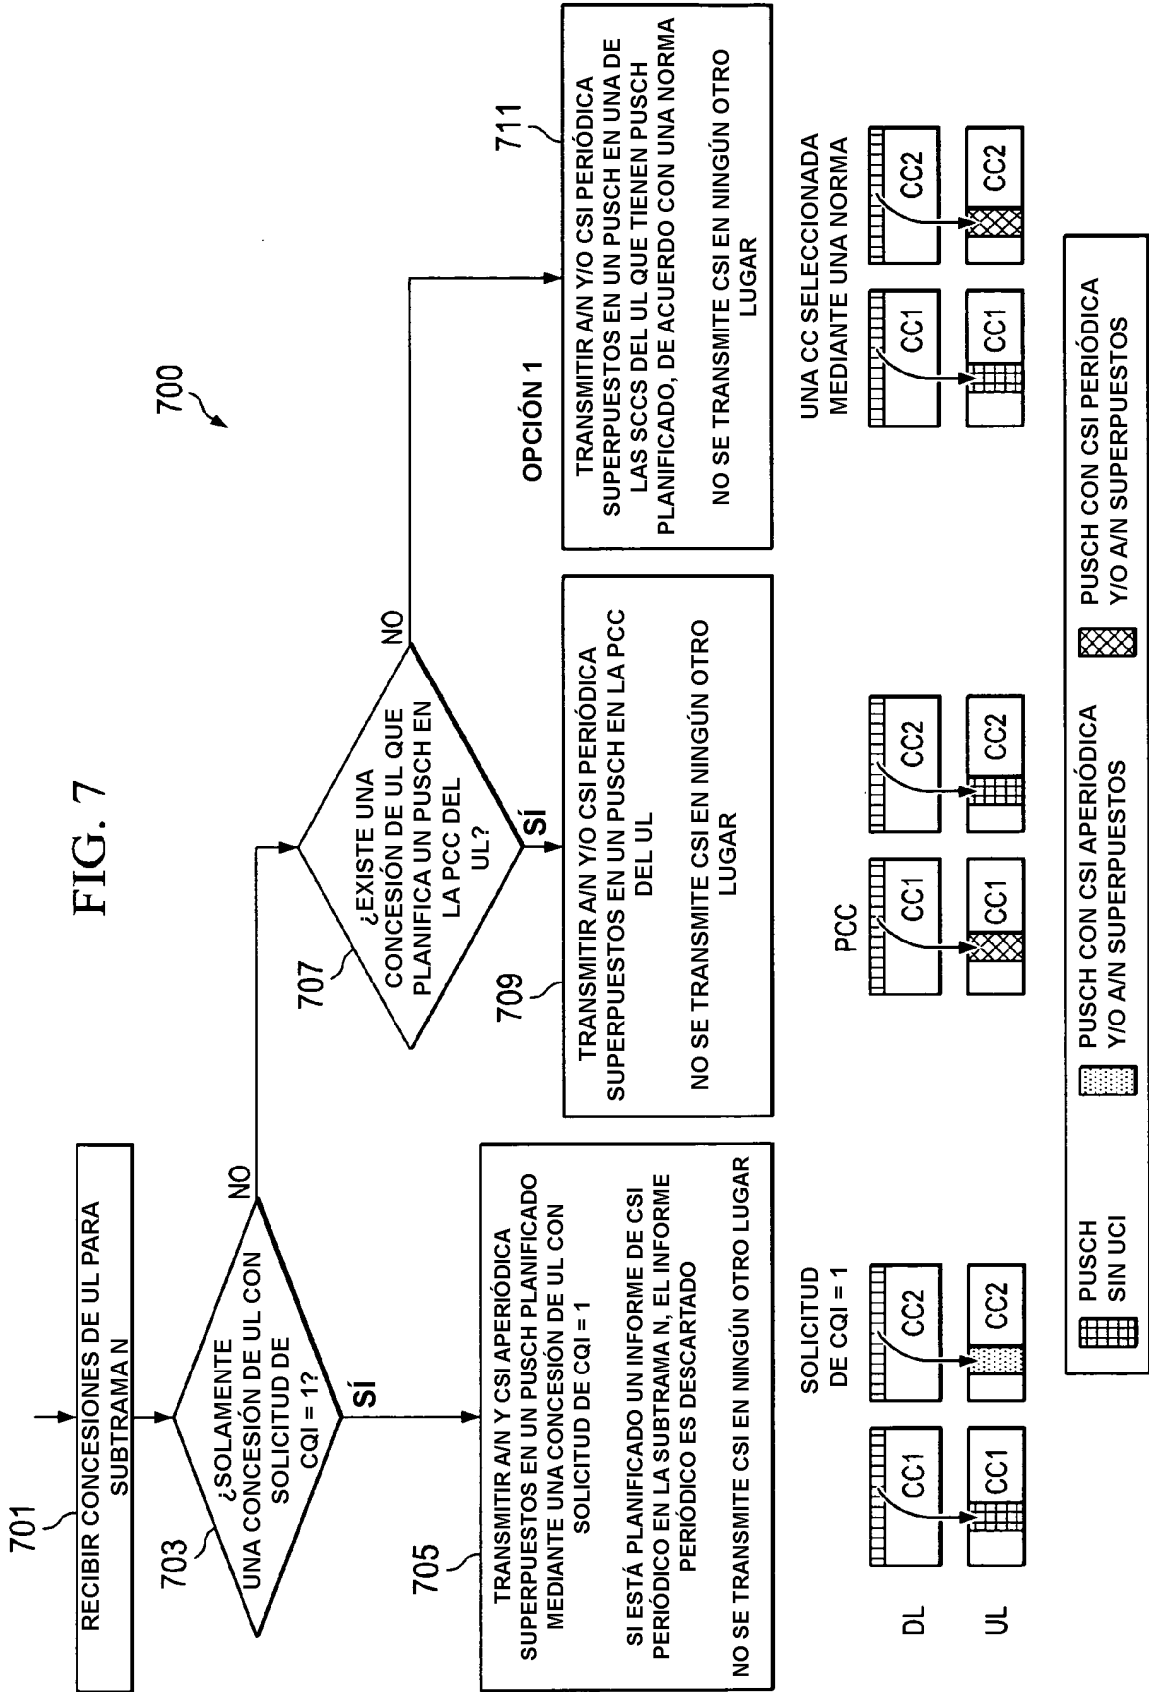 FIG. 7
700
701
RECIBIR CONCESIONES DE UL PARA
SUBTRAMA N
703
¿SOLAMENTE
UNA CONCESIÓN DE UL CON
SOLICITUD DE
CQI = 1?
NO
SÍ
705
TRANSMITIR A/N Y CSI APERIÓDICA
SUPERPUESTOS EN UN PUSCH PLANIFICADO
MEDIANTE UNA CONCESIÓN DE UL CON
SOLICITUD DE CQI = 1
SI ESTÁ PLANIFICADO UN INFORME DE CSI
PERIÓDICO EN LA SUBTRAMA N, EL INFORME
PERIÓDICO ES DESCARTADO
NO SE TRANSMITE CSI EN NINGÚN OTRO LUGAR
707
¿EXISTE UNA
CONCESIÓN DE UL QUE
PLANIFICA UN PUSCH EN
LA PCC DEL
UL?
NO
SÍ
709
TRANSMITIR A/N Y/O CSI PERIÓDICA
SUPERPUESTOS EN UN PUSCH EN LA PCC
DEL UL
NO SE TRANSMITE CSI EN NINGÚN OTRO
LUGAR
OPCIÓN 1
711
TRANSMITIR A/N Y/O CSI PERIÓDICA
SUPERPUESTOS EN UN PUSCH EN UNA DE
LAS SCCS DEL UL QUE TIENEN PUSCH
PLANIFICADO, DE ACUERDO CON UNA NORMA
NO SE TRANSMITE CSI EN NINGÚN OTRO
LUGAR
SOLICITUD
DE CQI = 1
DL
CC1
CC2
UL
CC1
CC2
PCC
CC1
CC2
CC1
CC2
UNA CC SELECCIONADA
MEDIANTE UNA NORMA
CC1
CC2
CC1
CC2
PUSCH
SIN UCI
PUSCH CON CSI APERIÓDICA
Y/O A/N SUPERPUESTOS
PUSCH CON CSI PERIÓDICA
Y/O A/N SUPERPUESTOS